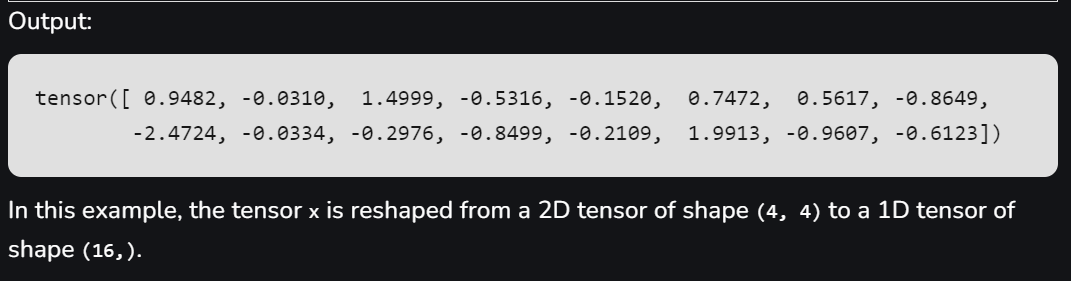 Output:
tensor([ 0.9482, -0.0310,  1.4999, -0.5316, -0.1520,  0.7472,  0.5617, -0.8649,
        -2.4724, -0.0334, -0.2976, -0.8499, -0.2109,  1.9913, -0.9607, -0.6123])
In this example, the tensor x is reshaped from a 2D tensor of shape (4, 4) to a 1D tensor of
shape (16,).